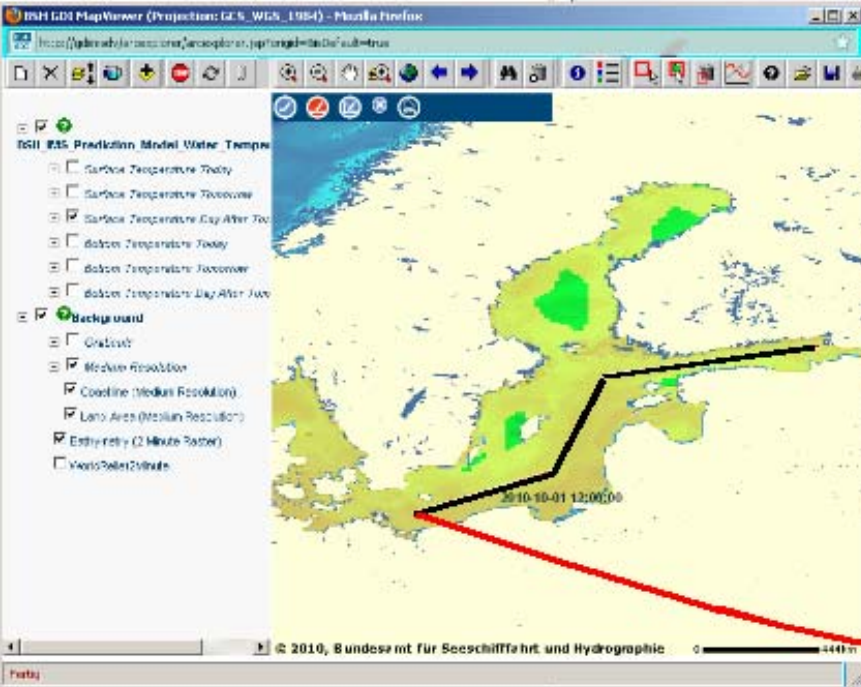 BSH GDI MapViewer (Projection: GCS_WGS_1984) - Mozilla Firefox
BSH_IMS_Prediction_Model_Water_Temper
Surface Temperature Today
Surface Temperature Tomorrow
Surface Temperature Day After Tom
Bottom Temperature Today
Bottom Temperature Tomorrow
Bottom Temperature Day After Tom
Background
Graticule
Medium Resolution
Coastline (Medium Resolution)
Land Area (Medium Resolution)
Bathymetry (2 Minute Raster)
WorldRelief2Minute
2010-10-01 12:00:00
© 2010, Bundesamt für Seeschifffahrt und Hydrographie
0 444km
Fertig